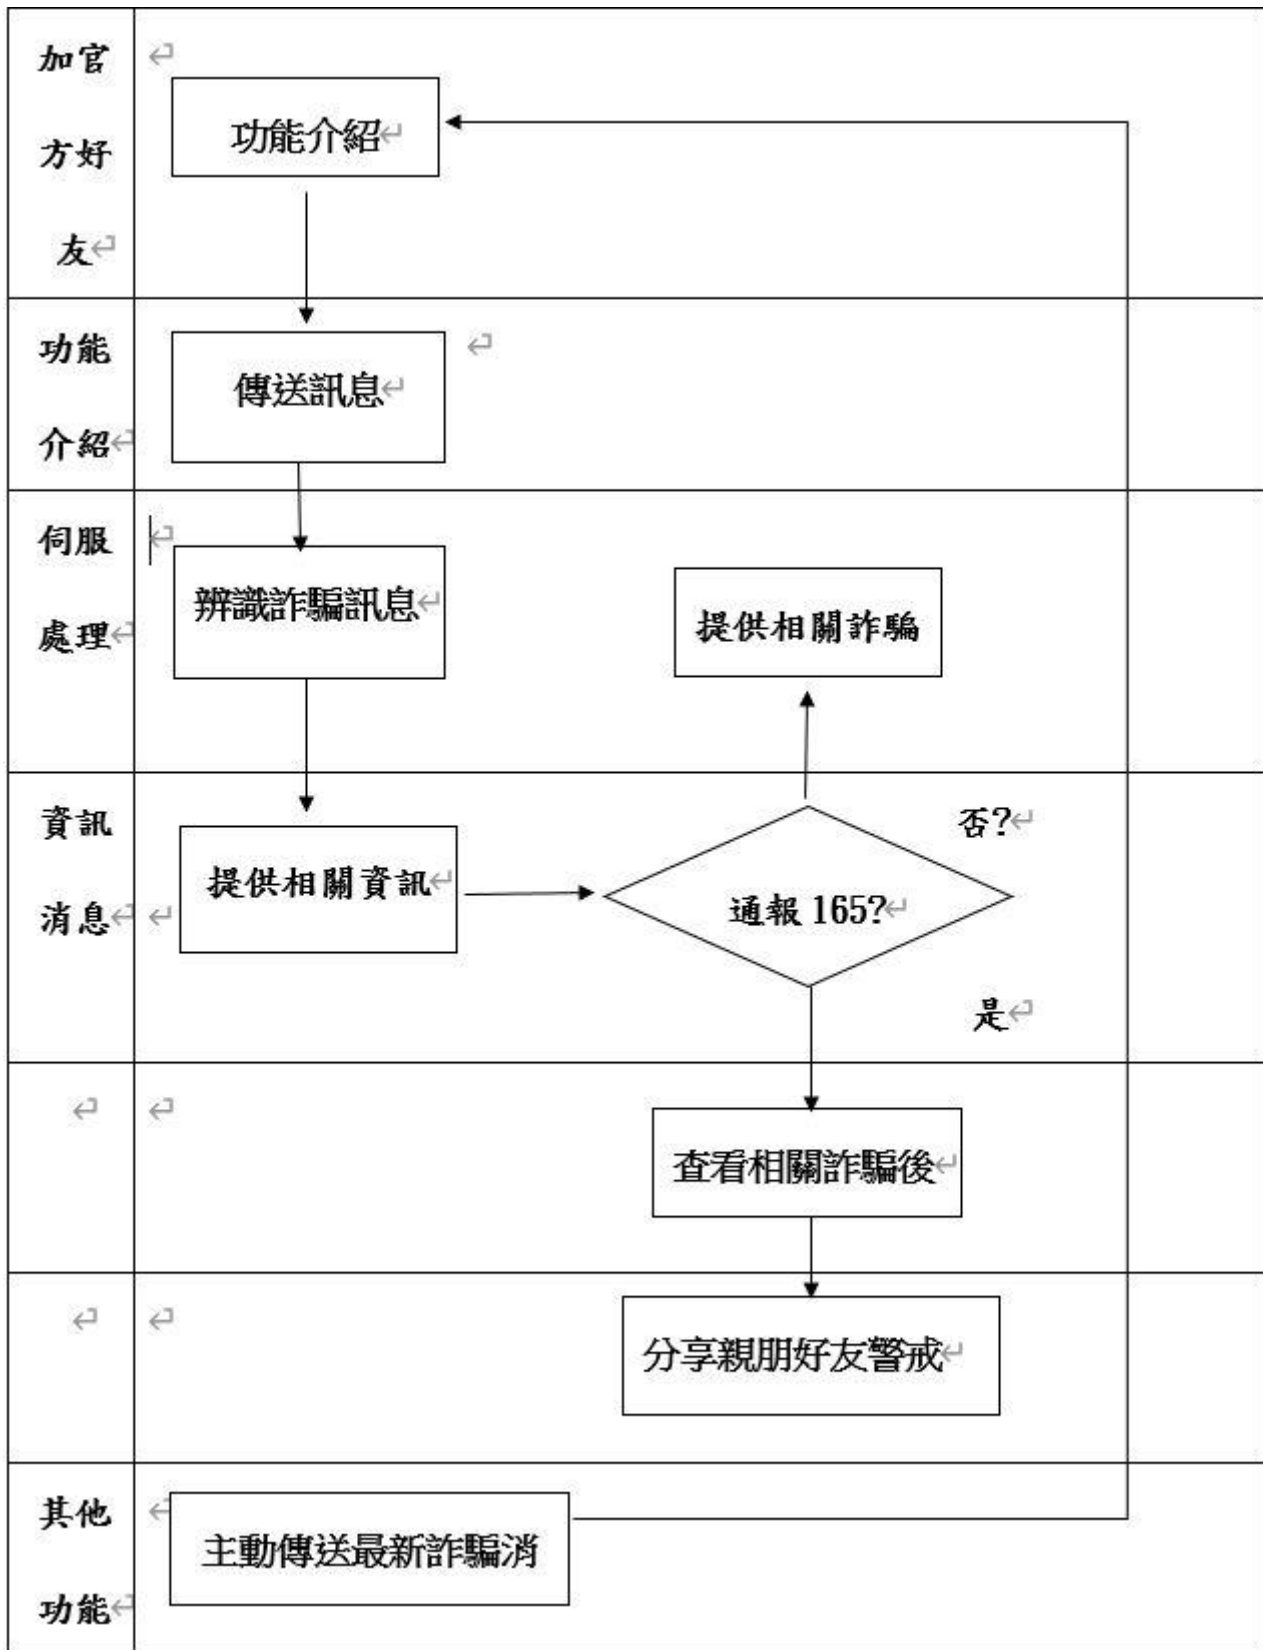 加官
方好
友
功能介紹
功能
介紹
傳送訊息
伺服
處理
辨識詐騙訊息
提供相關詐騙
資訊
消息
提供相關資訊
否?
通報 165?
是
查看相關詐騙後
分享親朋好友警戒
其他
功能
主動傳送最新詐騙消